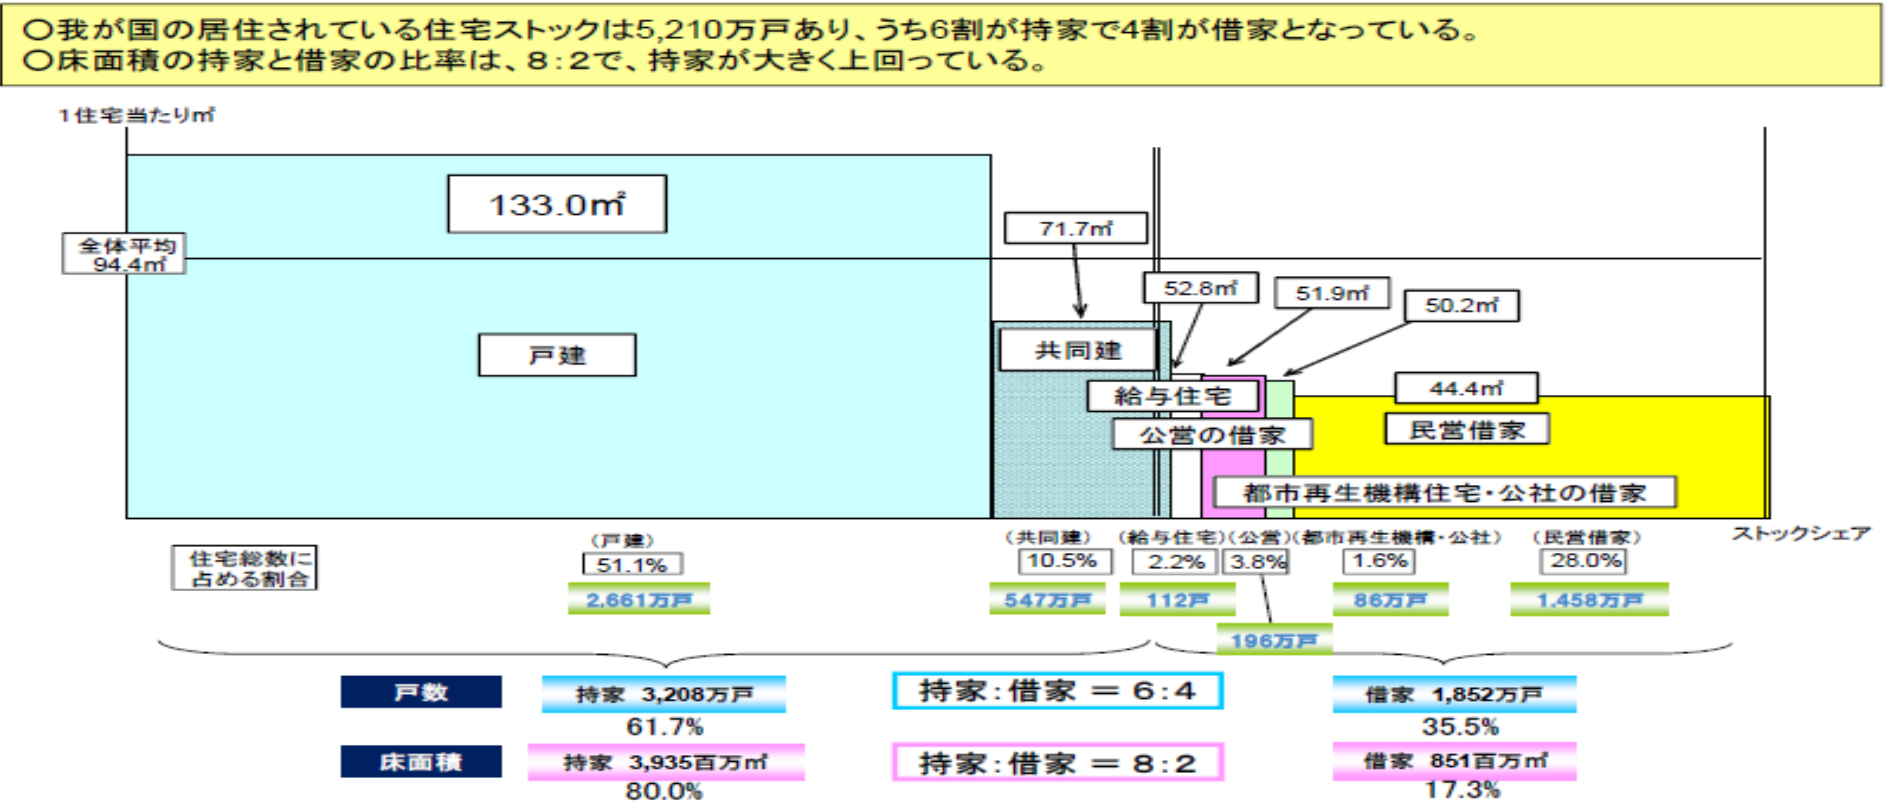 ○我が国の居住されている住宅ストックは5,210万戸あり、うち6割が持家で4割が借家となっている。
○床面積の持家と借家の比率は、８：２で、持家が大きく上回っている。
１住宅当たり㎡
133.0㎡
71.7㎡
全体平均
94.4㎡
52.8㎡
51.9㎡
50.2㎡
戸建
共同建
44.4㎡
給与住宅
公営の借家
民営借家
都市再生機構住宅・公社の借家
ストックシェア
住宅総数に
占める割合
（戸建）
（共同建）
（給与住宅）
（公営）
（都市再生機構・公社）
（民営借家）
51.1%
10.5%
2.2%
3.8%
1.6%
28.0%
2,661万戸
547万戸
112戸
86万戸
1,458万戸
196万戸
戸数
持家 3,208万戸
61.7%
持家：借家 ＝ ６：４
借家 1,852万戸
35.5%
床面積
持家 3,935百万㎡
80.0%
持家：借家 ＝ ８：２
借家 851百万㎡
17.3%